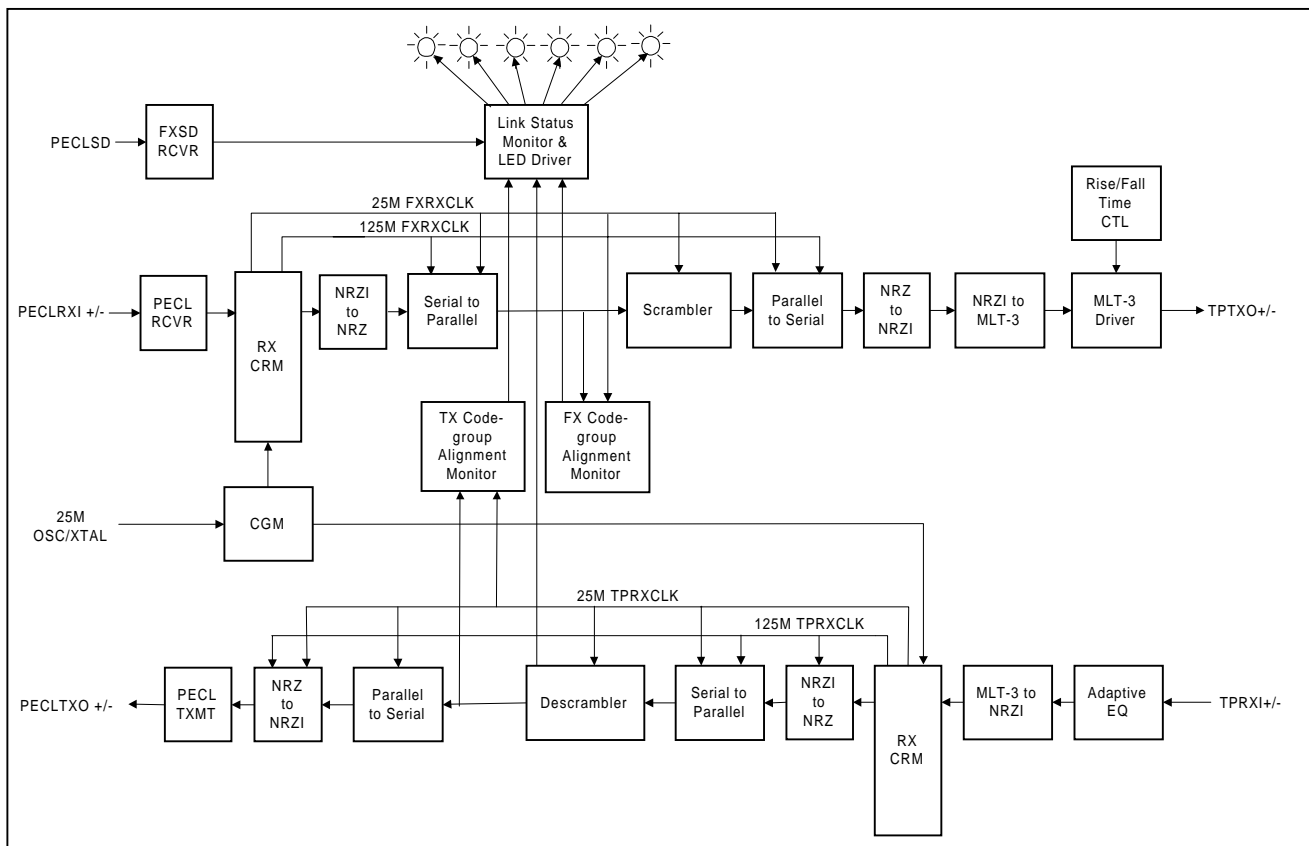 PECLSD
FXSD
RCVR
Link Status
Monitor &
LED Driver
Rise/Fall
Time
CTL
25M FXRXCLK
125M FXRXCLK
PECLRXI +/-
PECL
RCVR
RX
CRM
NRZI
to
NRZ
Serial to
Parallel
Scrambler
Parallel
to Serial
NRZ
to
NRZI
NRZI to
MLT-3
MLT-3
Driver
TPTXO+/-
TX Code-
group
Alignment
Monitor
FX Code-
group
Alignment
Monitor
25M
OSC/XTAL
CGM
25M TPRXCLK
125M TPRXCLK
PECLTXO +/-
PECL
TXMT
NRZ
to
NRZI
Parallel
to Serial
Descrambler
Serial to
Parallel
NRZI
to
NRZ
RX
CRM
MLT-3 to
NRZI
Adaptive
EQ
TPRXI+/-